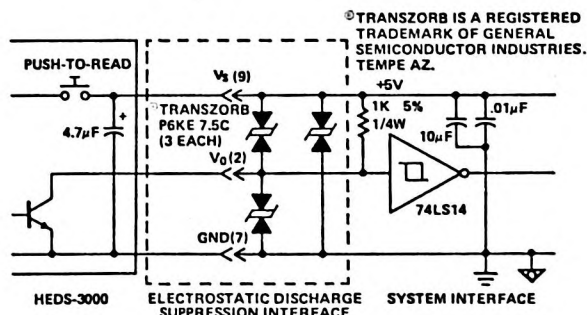 ©TRANSZORB IS A REGISTERED
TRADEMARK OF GENERAL
SEMICONDUCTOR INDUSTRIES.
TEMPE AZ.
PUSH-TO-READ
VS (9)
+5V
©TRANSZORB
P6KE 7.5C
(3 EACH)
1K 5%
1/4W
.01µF
10µF
4.7µF
+
VO(2)
74LS14
GND(7)
HEDS-3000
ELECTROSTATIC DISCHARGE
SUPPRESSION INTERFACE
SYSTEM INTERFACE